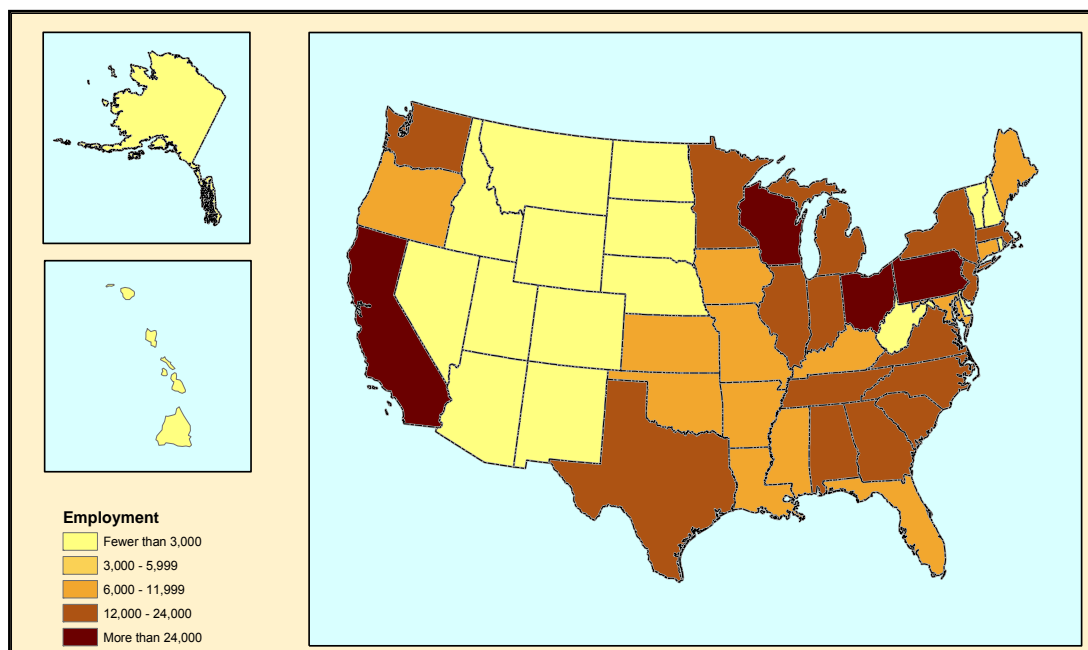 Employment
Fewer than 3,000
3,000 - 5,999
6,000 - 11,999
12,000 - 24,000
More than 24,000